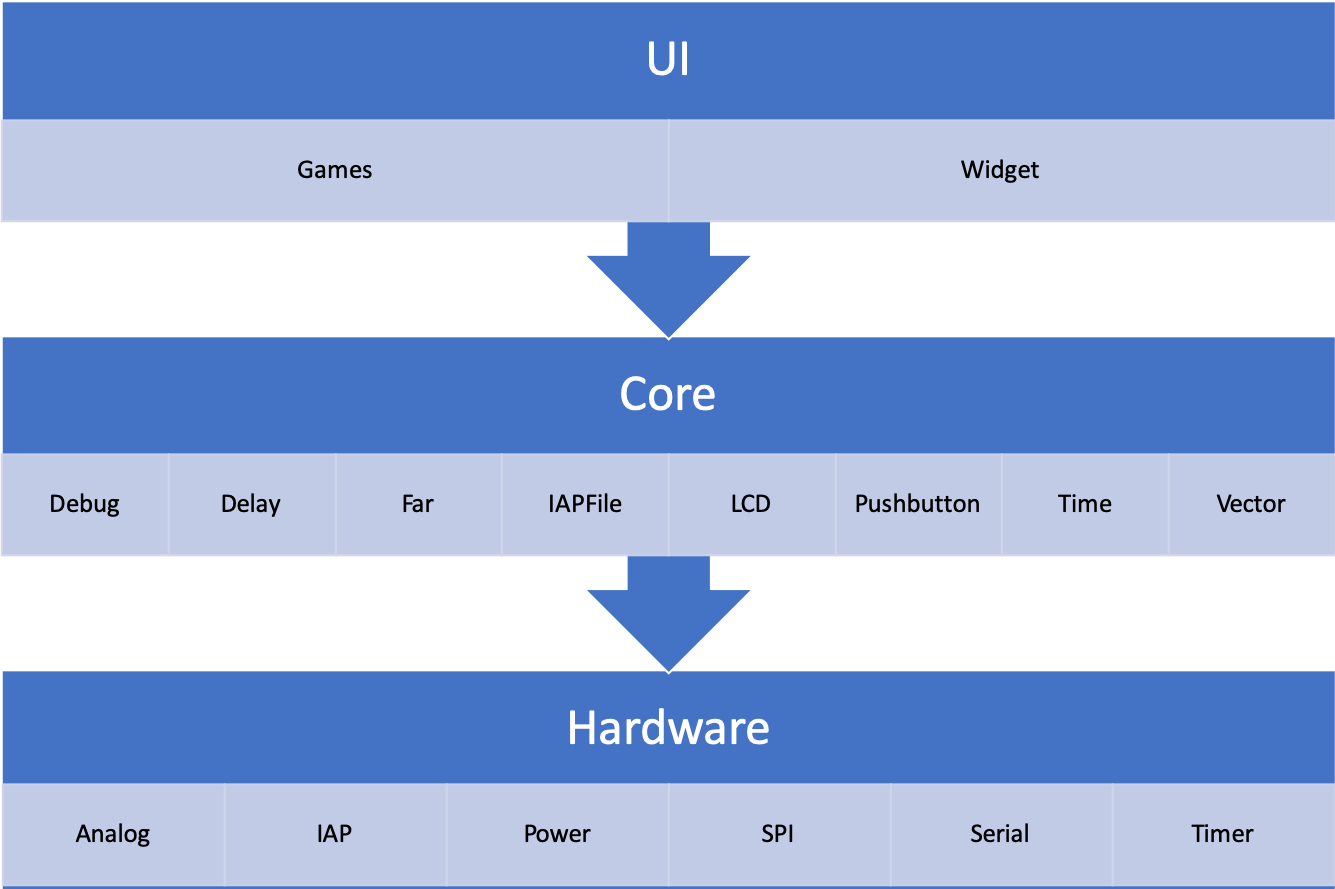 UI
Games Widget
Core
Debug Delay Far IAPFile LCD Pushbutton Time Vector
Hardware
Analog IAP Power SPI Serial Timer